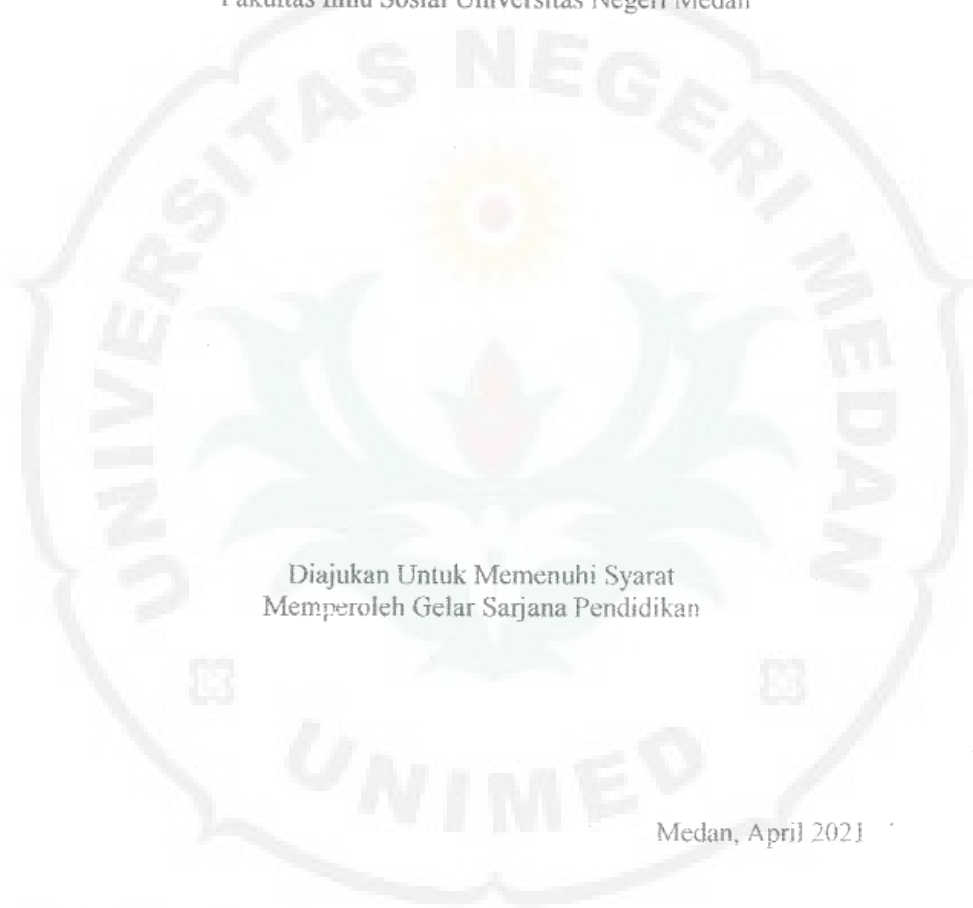 Fakultas Ilmu Sosial Universitas Negeri Medan
UNIVERSITAS NEGERI MEDAN
Diajukan Untuk Memenuhi Syarat
Memperoleh Gelar Sarjana Pendidikan
UNIMED
Medan, April 2021